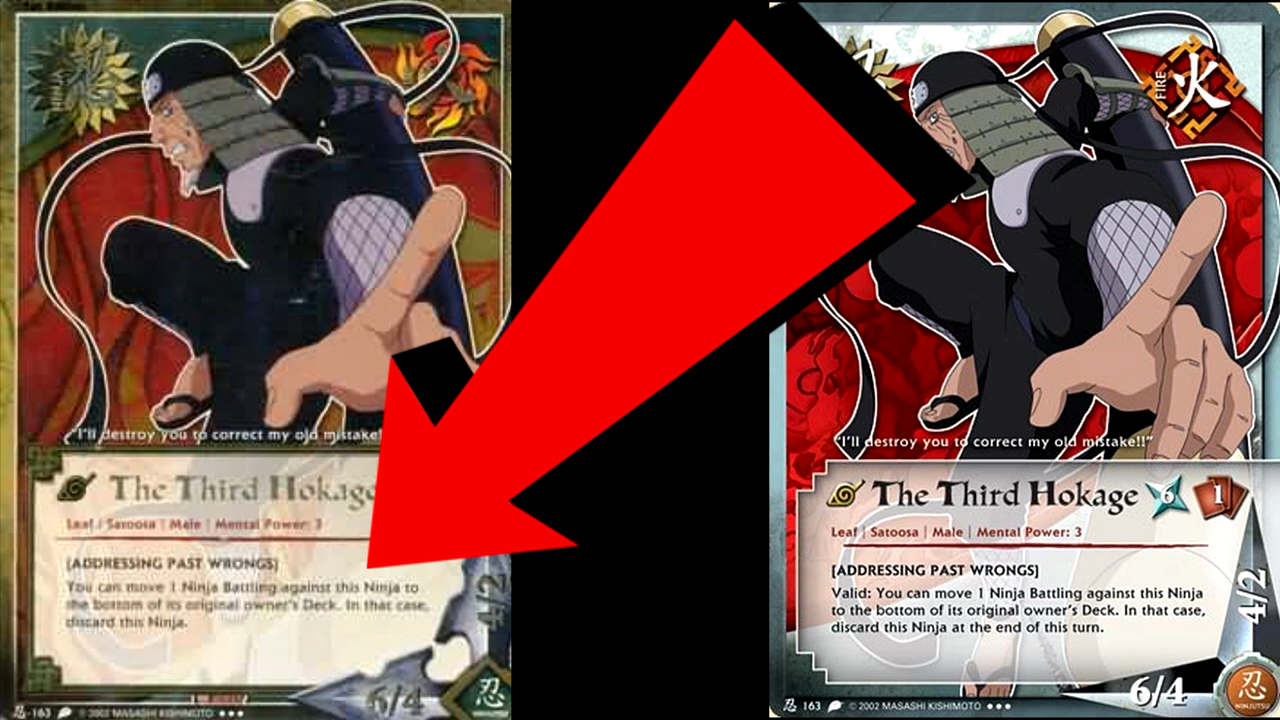 "I'll destroy you to correct my old mistake!
The Third Hokage
Leaf | Satoosa | Male | Mental Power: 3
[ADDRESSING PAST WRONGS]
You can move 1 Ninja Battling against this Ninja to
the bottom of its original owner's Deck. In that case,
discard this Ninja.
4/2
6/4
忍
忍-163 © 2002 MASASHI KISHIMOTO
FIRE
火
"I'll destroy you to correct my old mistake!!"
The Third Hokage 6 1
Leaf | Satoosa | Male | Mental Power: 3
[ADDRESSING PAST WRONGS]
Valid: You can move 1 Ninja Battling against this Ninja
to the bottom of its original owner's Deck. In that case,
discard this Ninja at the end of this turn.
4/2
6/4
忍
NINJUTSU
忍 163 © 2002 MASASHI KISHIMOTO